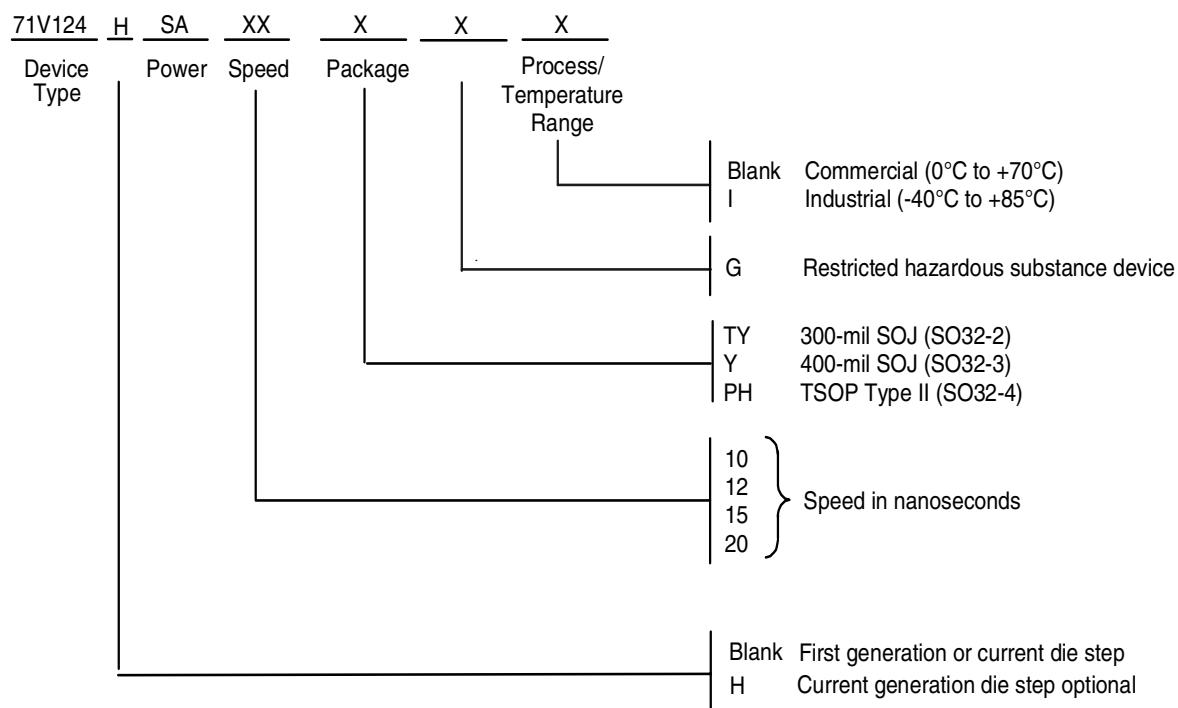 71V124 H SA XX X X X
Device Type
Power
Speed
Package
Process/
Temperature
Range
Blank Commercial (0°C to +70°C)
I Industrial (-40°C to +85°C)
G Restricted hazardous substance device
TY 300-mil SOJ (SO32-2)
Y 400-mil SOJ (SO32-3)
PH TSOP Type II (SO32-4)
10
12
15
20
Speed in nanoseconds
Blank First generation or current die step
H Current generation die step optional